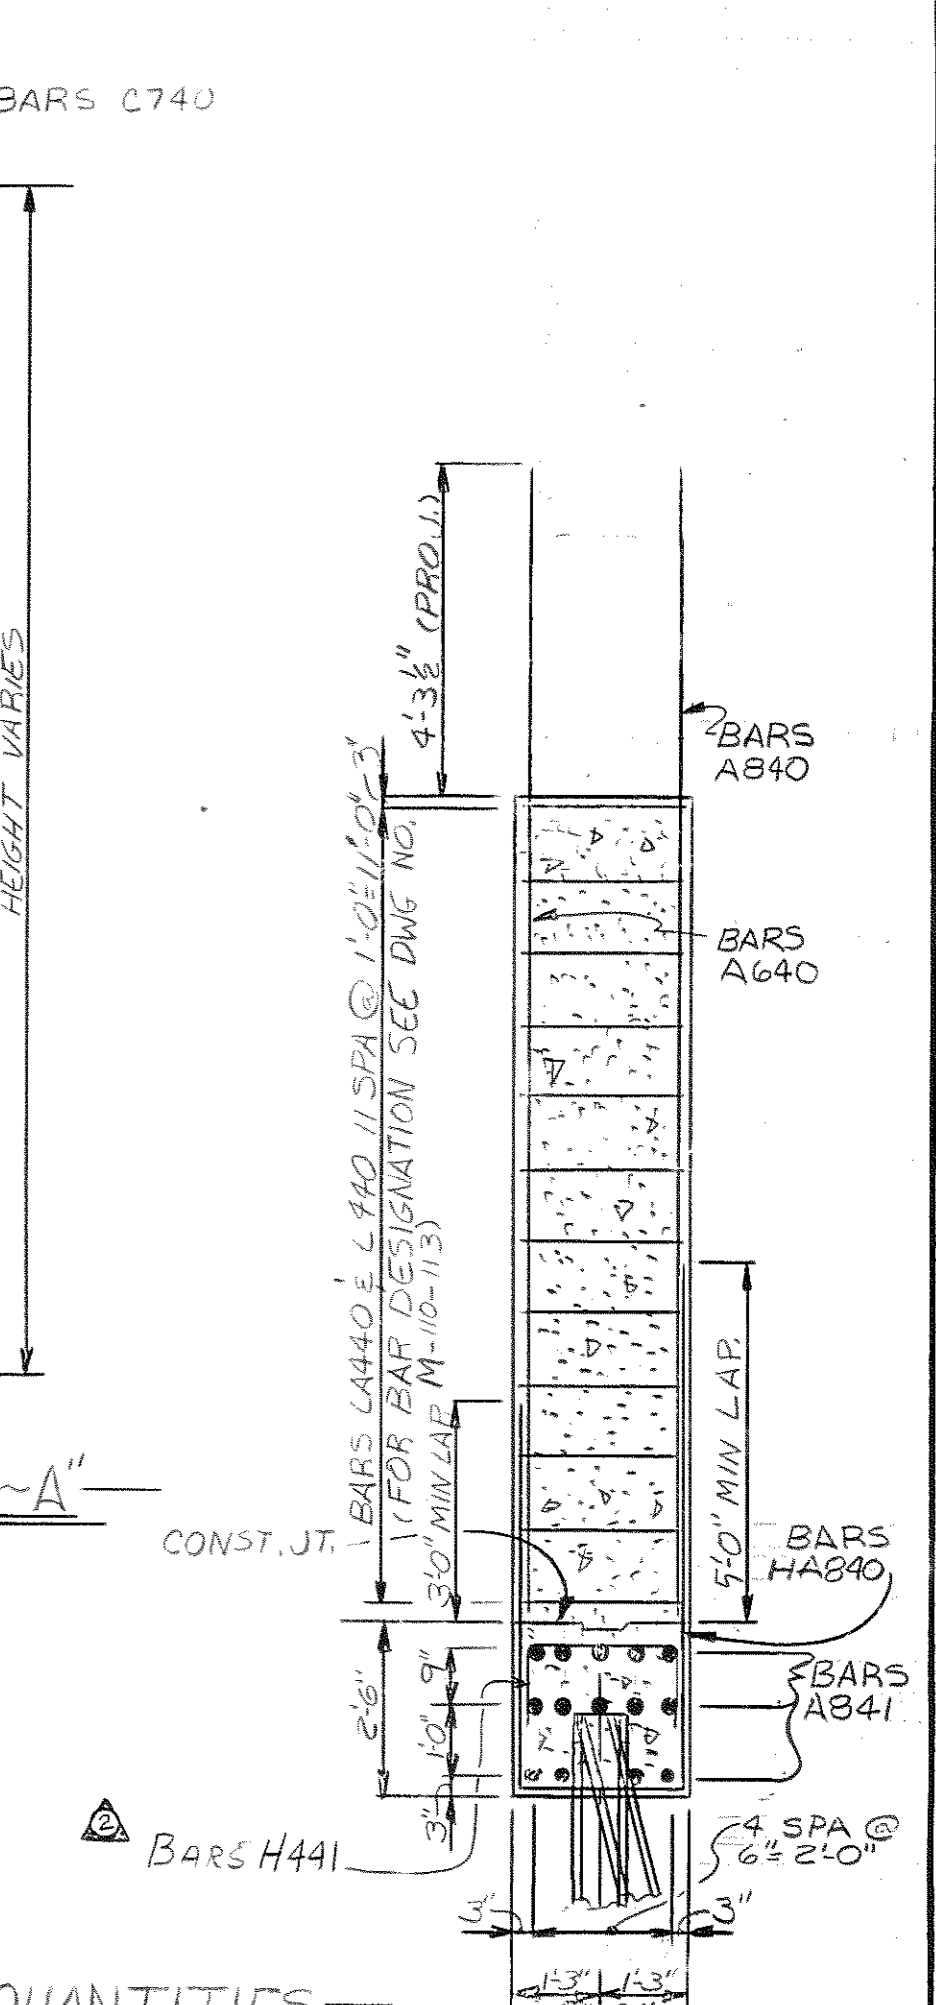 BARS C740
HEIGHT VARIES
4'-3½" (PROJ.)
3"
BARS
A840
BARS LA440 & L440 11 SPA @ 1'-0"=11'-0"
(FOR BAR DESIGNATION SEE DWG NO.
M-110-113)
BARS
A640
3'0" MIN LAP
5'-0" MIN LAP.
~A"
CONST. JT.
BARS
HA840
2'-6"
9"
1'-0"
3"
BARS
A841
2
BARS H441
4 SPA @
6"=2'-0"
3"
3"
1'-3"
1'-3"
QUANTITIES